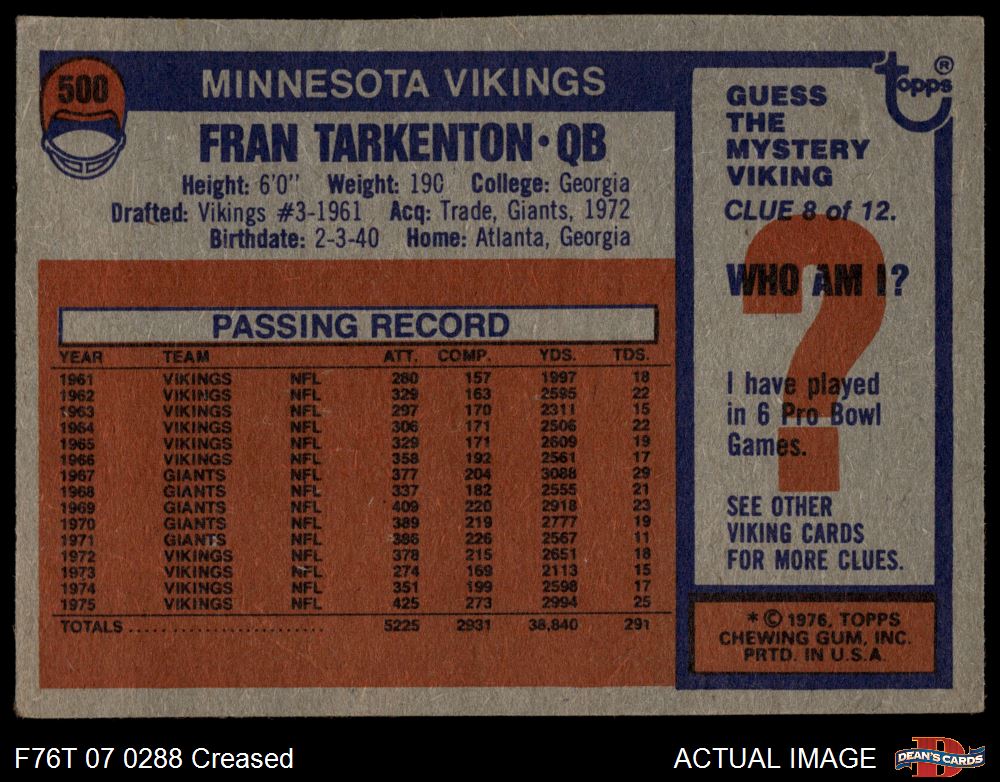 500
MINNESOTA VIKINGS
FRAN TARKENTON • QB
Height: 6'0" Weight: 190 College: Georgia
Drafted: Vikings #3-1961 Acq: Trade, Giants, 1972
Birthdate: 2-3-40 Home: Atlanta, Georgia
PASSING RECORD
YEAR TEAM ATT. COMP. YDS. TDS.
1961 VIKINGS NFL 280 157 1997 18
1962 VIKINGS NFL 329 163 2595 22
1963 VIKINGS NFL 297 170 2311 15
1964 VIKINGS NFL 306 171 2506 22
1965 VIKINGS NFL 329 171 2609 19
1966 VIKINGS NFL 358 192 2561 17
1967 GIANTS NFL 377 204 3088 29
1968 GIANTS NFL 337 182 2555 21
1969 GIANTS NFL 409 220 2918 23
1970 GIANTS NFL 389 219 2777 19
1971 GIANTS NFL 386 226 2567 11
1972 VIKINGS NFL 378 215 2651 18
1973 VIKINGS NFL 274 169 2113 15
1974 VIKINGS NFL 351 199 2598 17
1975 VIKINGS NFL 425 273 2994 25
TOTALS ........................ 5225 2931 38,840 291
topps®
GUESS
THE
MYSTERY
VIKING
CLUE 8 of 12.
?
WHO AM I?
I have played
in 6 Pro Bowl
Games.
SEE OTHER
VIKING CARDS
FOR MORE CLUES.
* © 1976, TOPPS
CHEWING GUM, INC.
PRTD. IN U.S.A.
F76T 07 0288 Creased
ACTUAL IMAGE
D
DEAN'S CARDS